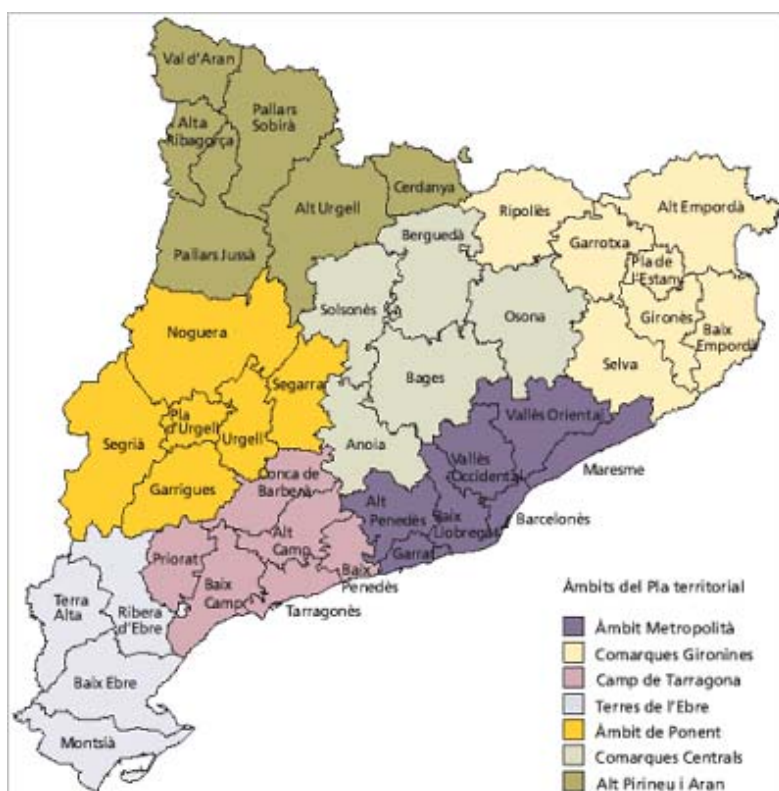 Val d'Aran
Pallars
Sobirà
Alta
Ribagorça
Cerdanya
Alt Urgell
Pallars Jussà
Ripollès
Alt Empordà
Garrotxa
Pla de
l'Estany
Gironès
Baix
Empordà
Selva
Berguedà
Solsonès
Osona
Bages
Anoia
Noguera
Segarra
Pla
d'Urgell
Urgell
Segrià
Garrigues
Vallès Oriental
Vallès
Occidental
Maresme
Barcelonès
Alt
Penedès
Baix
Llobregat
Garraf
Conca de
Barberà
Alt
Camp
Priorat
Baix
Camp
Baix
Penedès
Tarragonès
Terra
Alta
Ribera
d'Ebre
Baix Ebre
Montsià
Àmbits del Pla territorial
Àmbit Metropolità
Comarques Gironines
Camp de Tarragona
Terres de l'Ebre
Àmbit de Ponent
Comarques Centrals
Alt Pirineu i Aran